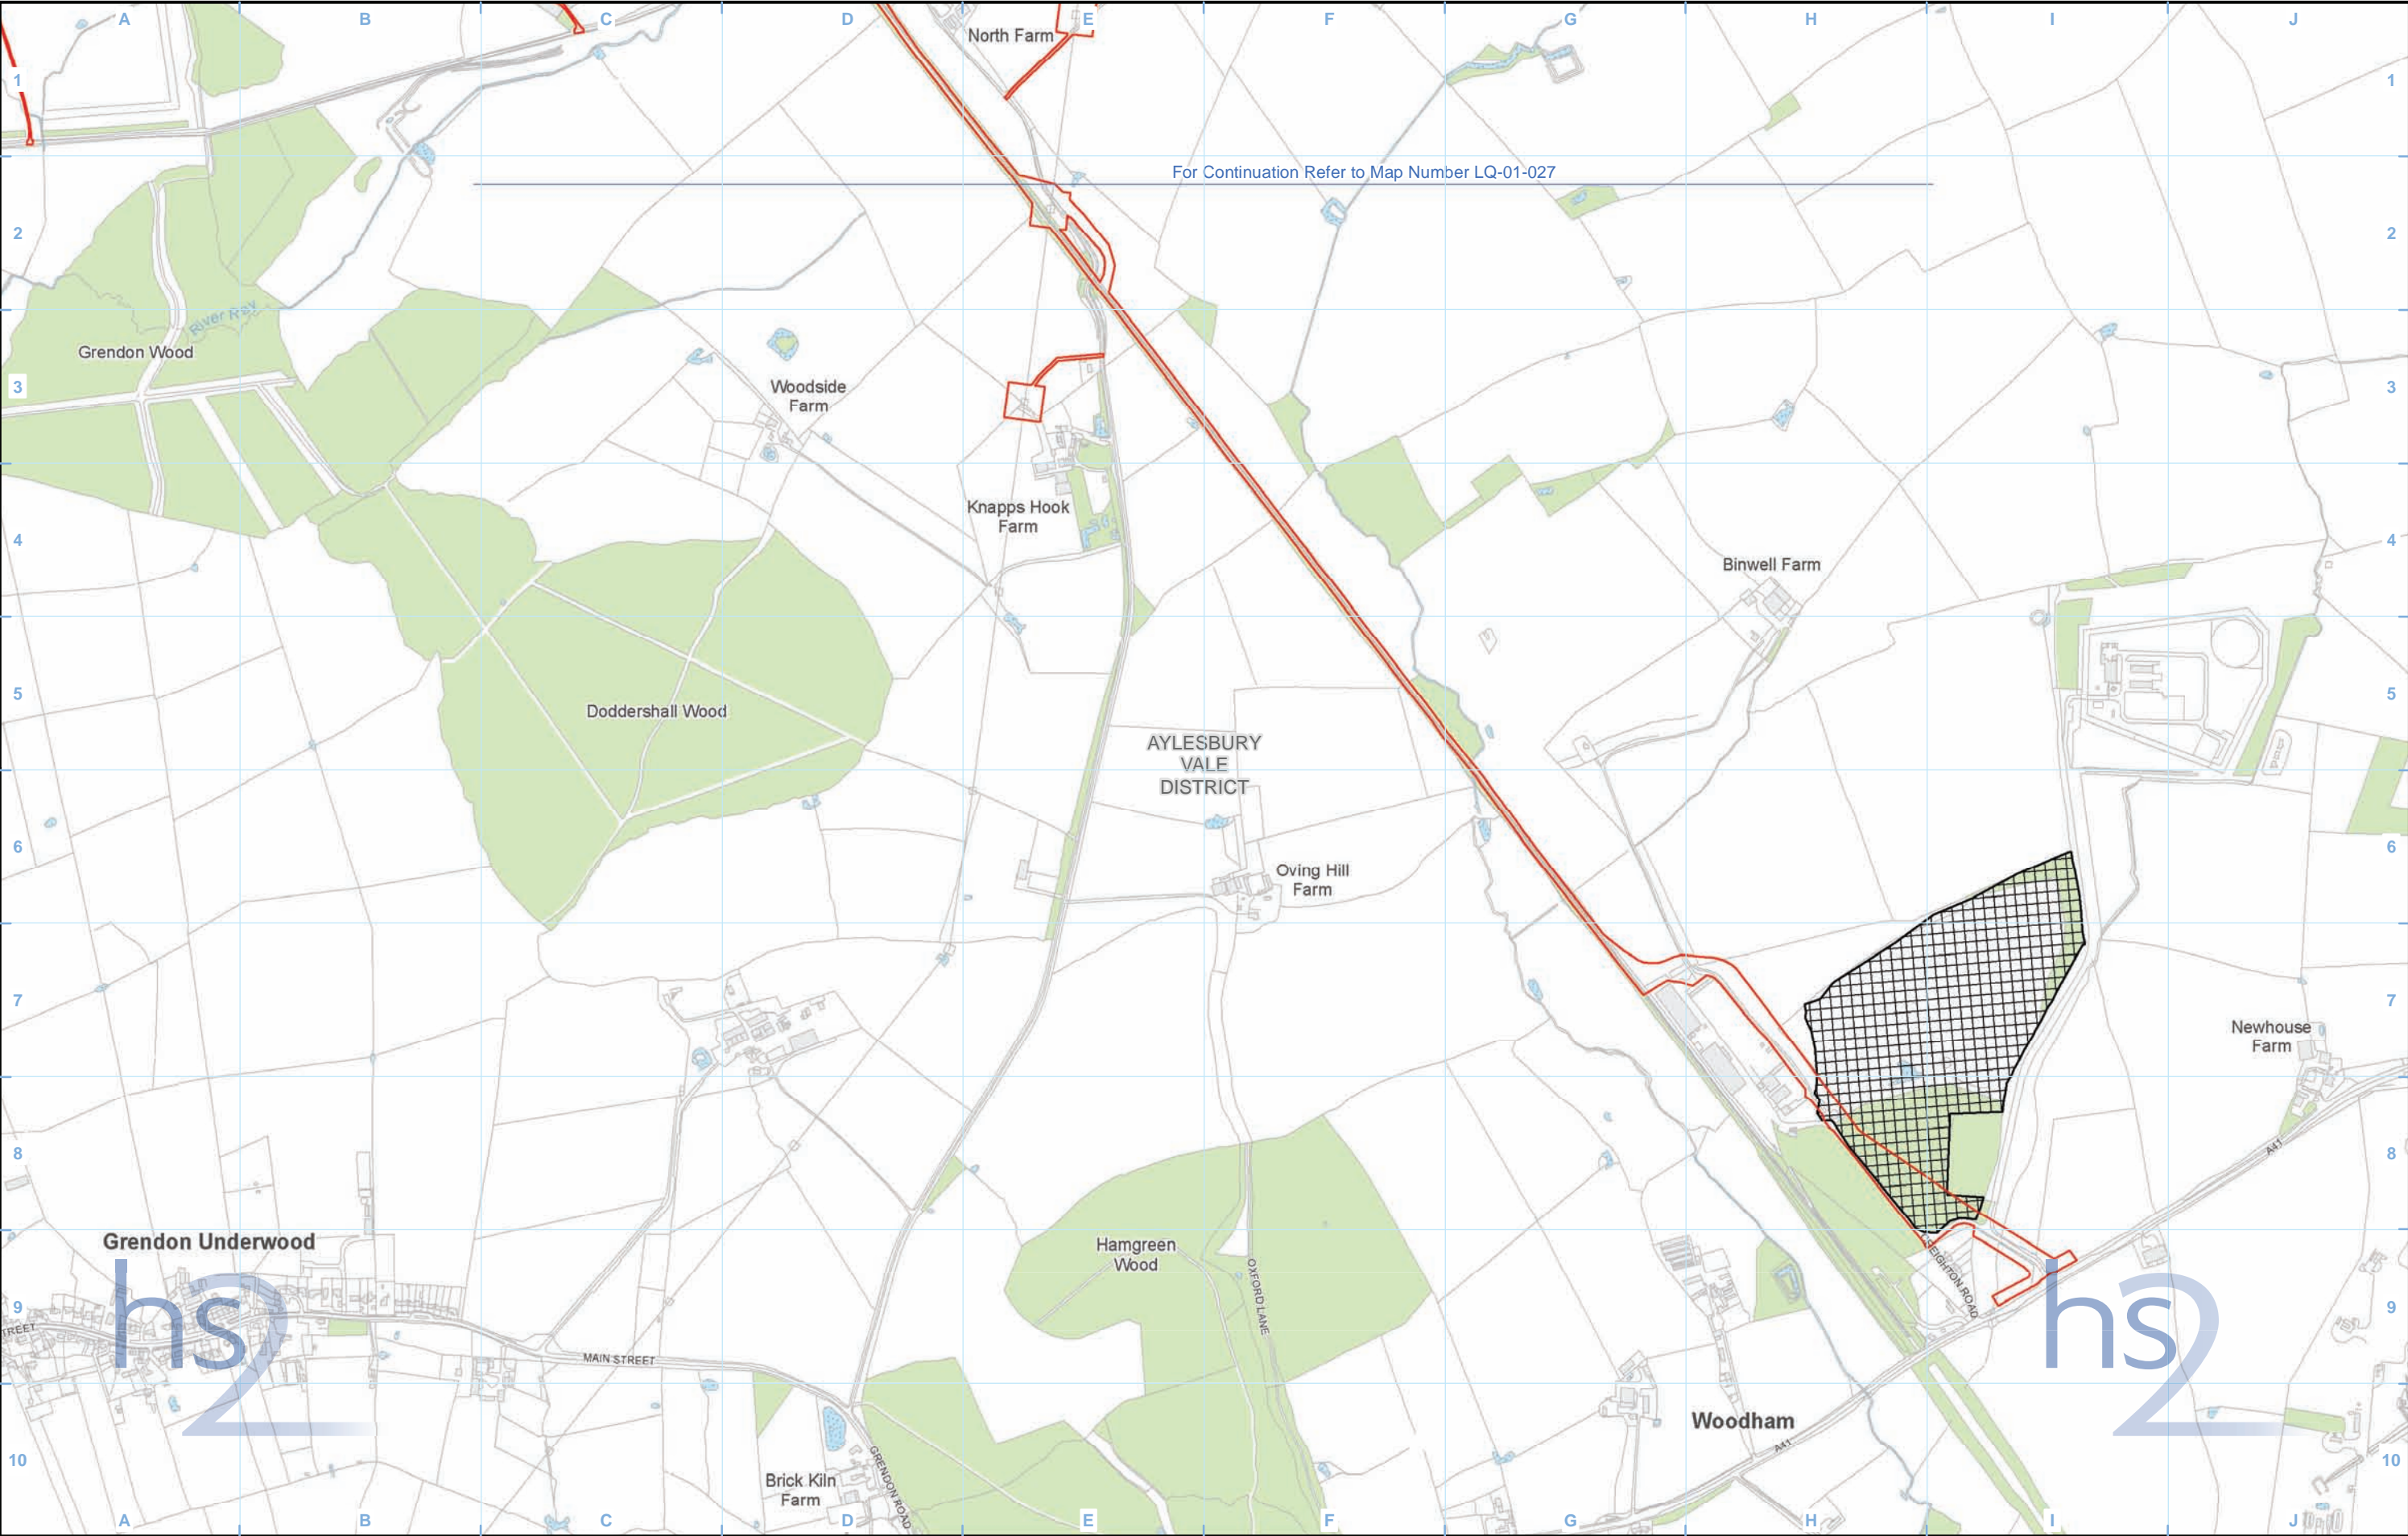 A B C D E F G H I J
North Farm
1 1
For Continuation Refer to Map Number LQ-01-027
2 2
River Ray
Grendon Wood
3 3
Woodside
Farm
Knapps Hook
Farm
4 4
Binwell Farm
5 5
Doddershall Wood
AYLESBURY
VALE
DISTRICT
6 6
Oving Hill
Farm
7 7
Newhouse
Farm
8 8
A41
Grendon Underwood
Hamgreen
Wood
CREIGHTON ROAD
OXFORD LANE
9 9
TREET
hs2
hs2
MAIN STREET
Woodham
A41
10 10
GRENDON ROAD
Brick Kiln
Farm
A B C D E F G H I J